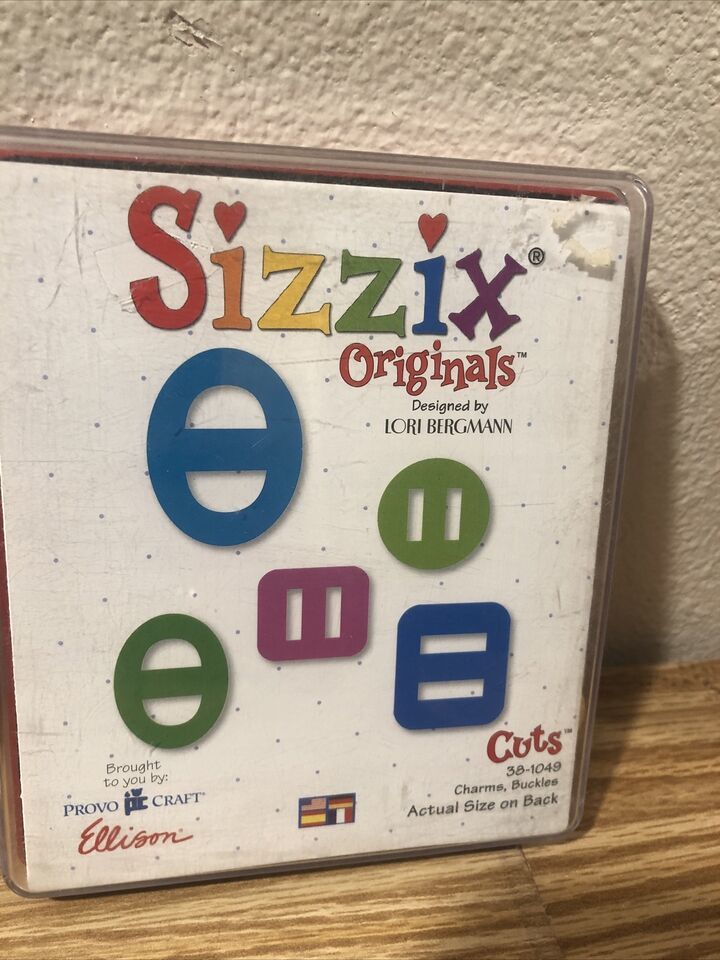 Sizzix®
Originals™
Designed by
LORI BERGMANN
Cuts™
38-1049
Charms, Buckles
Actual Size on Back
Brought
to you by:
PROVO PC CRAFT®
Ellison®